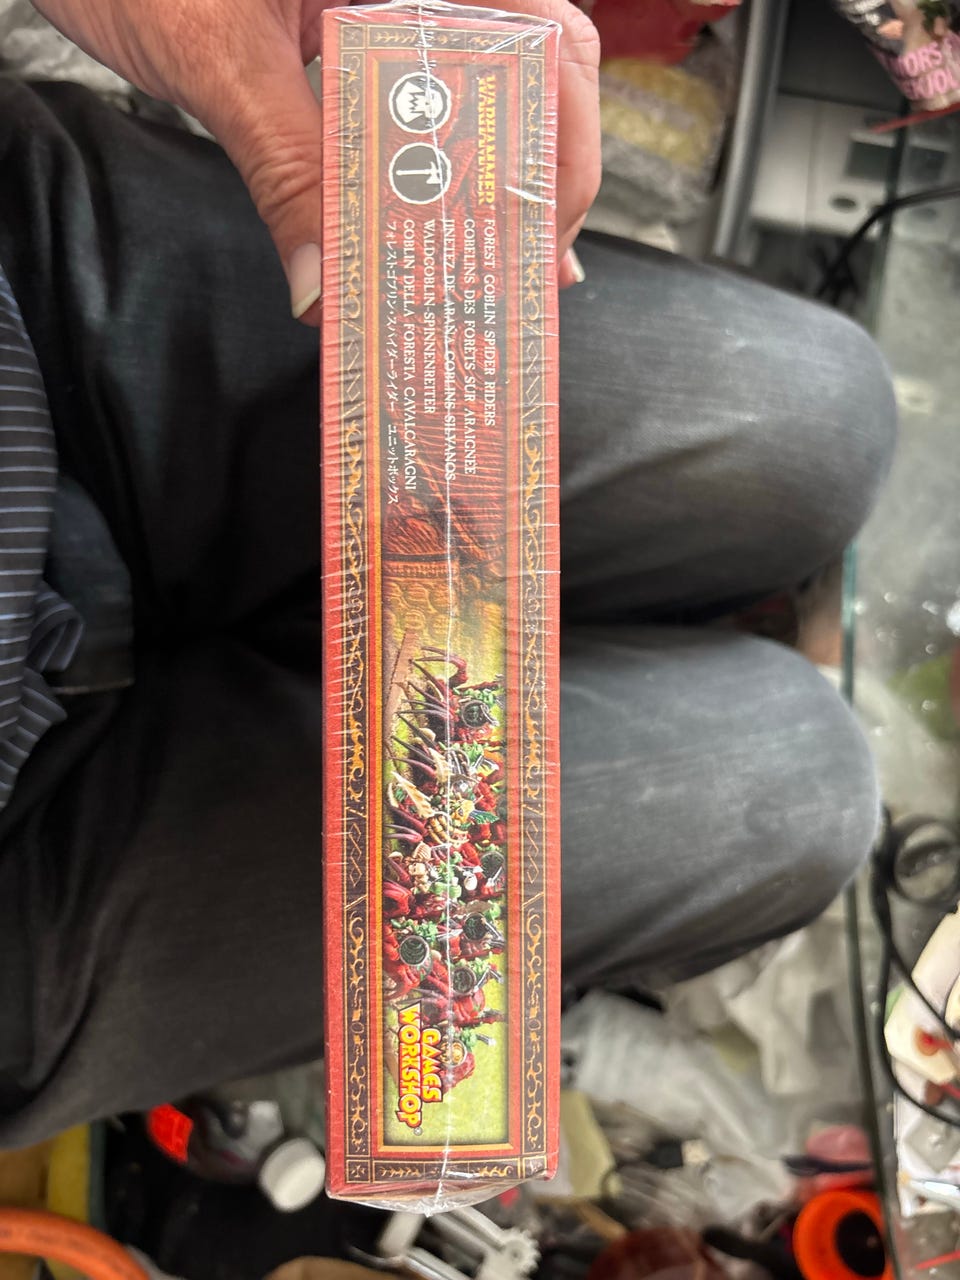 WARHAMMER
FOREST GOBLIN SPIDER RIDERS
GOBELINS DES FORÊTS SUR ARAIGNÉE
JINETEZ DE ARAÑA GOBLINS SILVANOS
WALDGOBLIN-SPINNENREITER
GOBLIN DELLA FORESTA CAVALCARAGNI
フォレストゴブリン・スパイダーライダー ユニットボックス
GAMES
WORKSHOP®